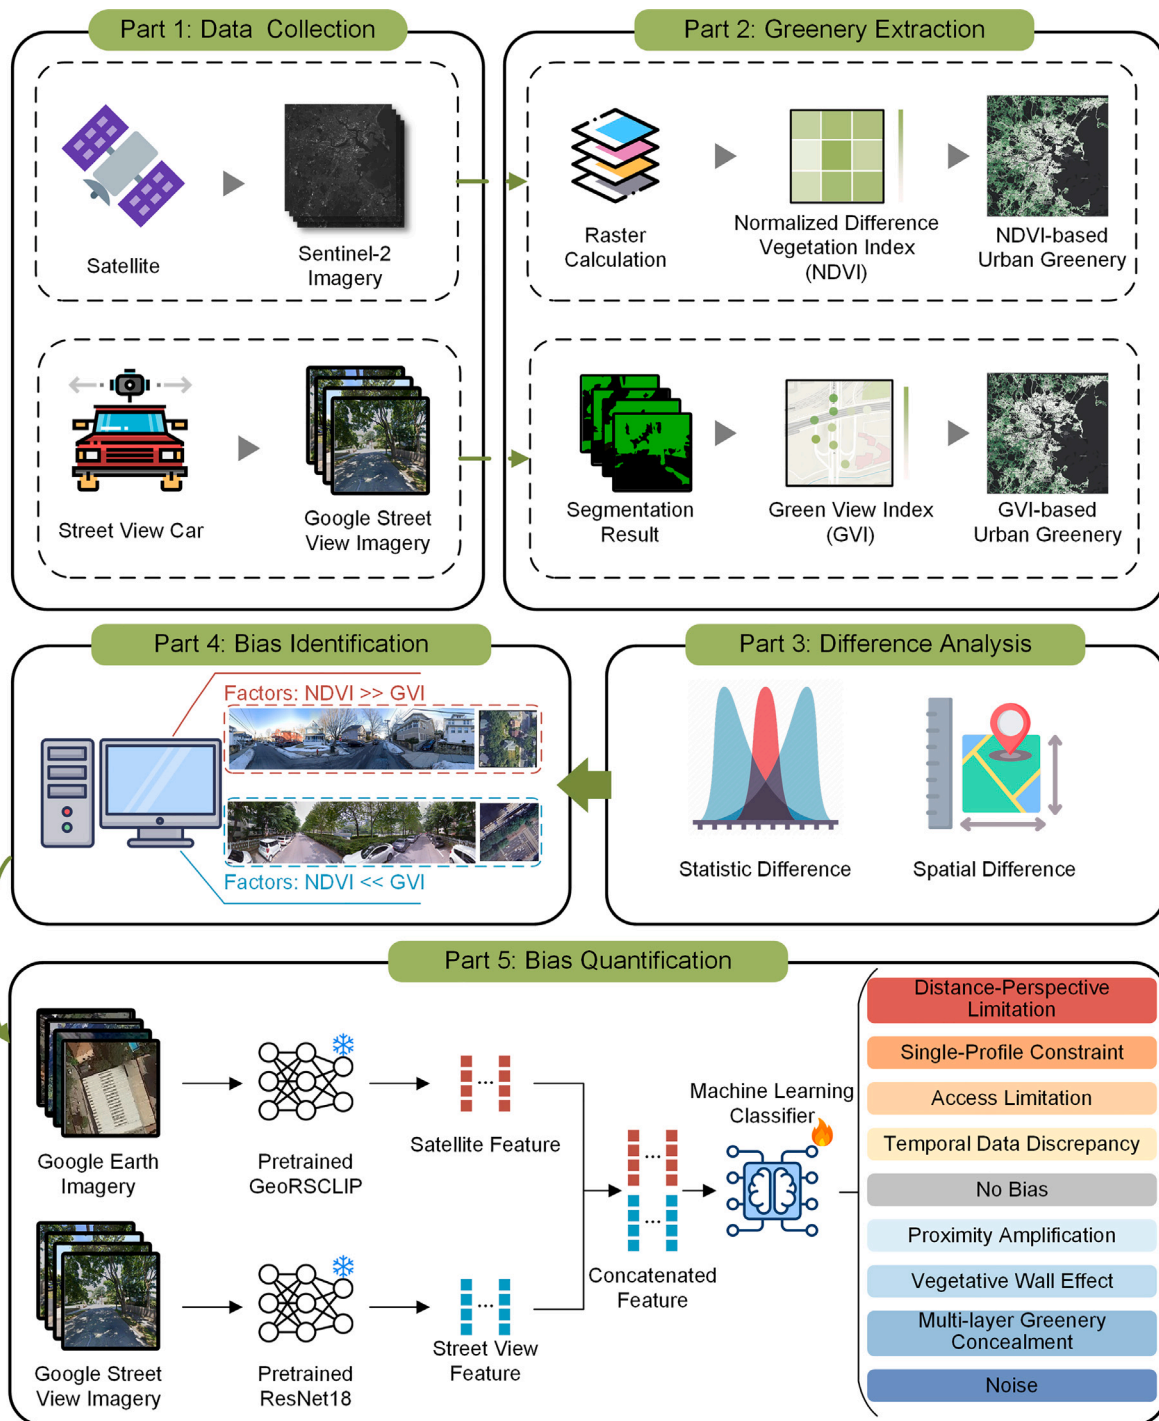 Part 1: Data Collection
Part 2: Greenery Extraction
Satellite
Sentinel-2
Imagery
Raster
Calculation
Normalized Difference
Vegetation Index
(NDVI)
NDVI-based
Urban Greenery
Street View Car
Google Street
View Imagery
Segmentation
Result
Green View Index
(GVI)
GVI-based
Urban Greenery
Part 4: Bias Identification
Part 3: Difference Analysis
Factors: NDVI >> GVI
Factors: NDVI << GVI
Statistic Difference
Spatial Difference
Part 5: Bias Quantification
Google Earth
Imagery
Pretrained
GeoRSCLIP
Satellite Feature
Google Street
View Imagery
Pretrained
ResNet18
Street View
Feature
Concatenated
Feature
Machine Learning
Classifier
Distance-Perspective
Limitation
Single-Profile Constraint
Access Limitation
Temporal Data Discrepancy
No Bias
Proximity Amplification
Vegetative Wall Effect
Multi-layer Greenery
Concealment
Noise